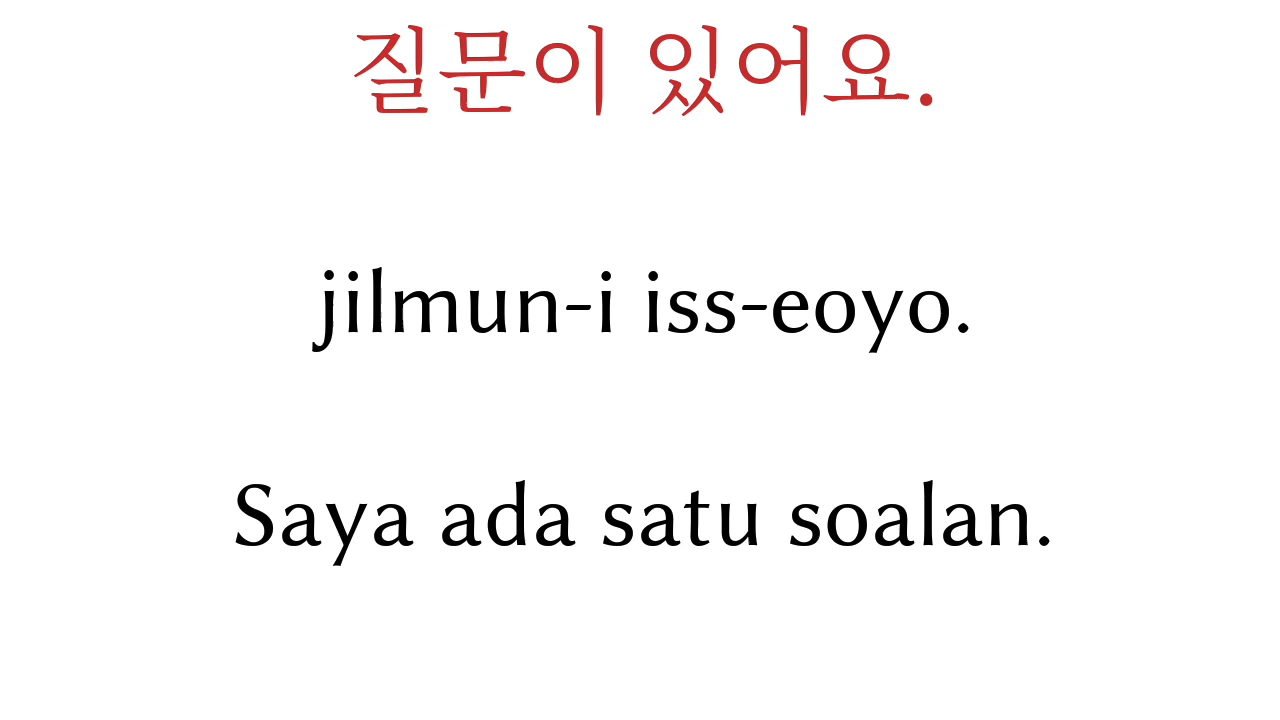 질문이 있어요.
jilmun-i iss-eoyo.
Saya ada satu soalan.